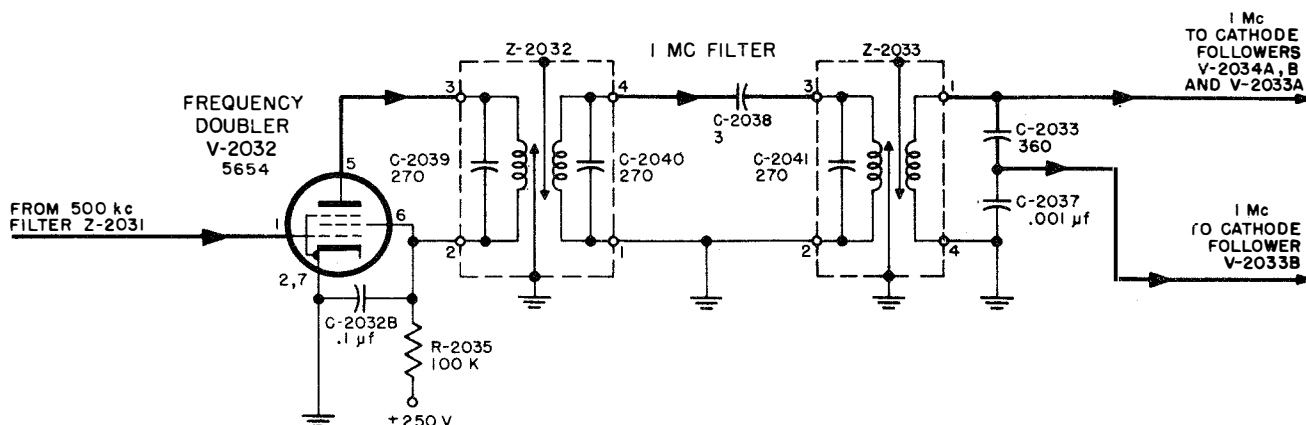 FREQUENCY
DOUBLER
V-2032
5654
FROM 500 kc
FILTER Z-2031
1
5
6
2,7
C-2032B
.1 µf
R-2035
100 K
+250 V
Z-2032
3
4
2
1
C-2039
270
C-2040
270
1 MC FILTER
C-2038
3
Z-2033
3
1
2
4
C-2041
270
C-2033
360
C-2037
.001 µf
1 Mc
TO CATHODE
FOLLOWERS
V-2034A, B
AND V-2033A
1 Mc
TO CATHODE
FOLLOWER
V-2033B